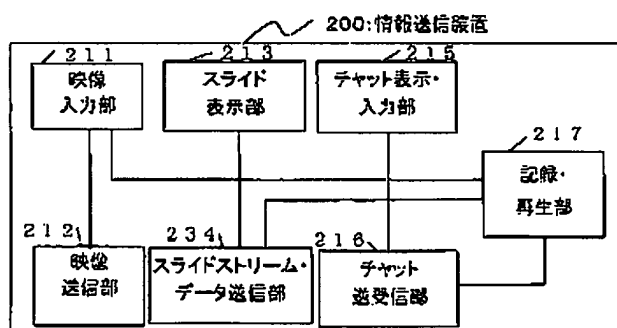 200:情報送信装置
211
213
215
映像
入力部
スライド
表示部
チャット表示・
入力部
217
記録・
再生部
212
234
216
映像
送信部
スライドストリーム・
データ送信部
チャット
送受信部